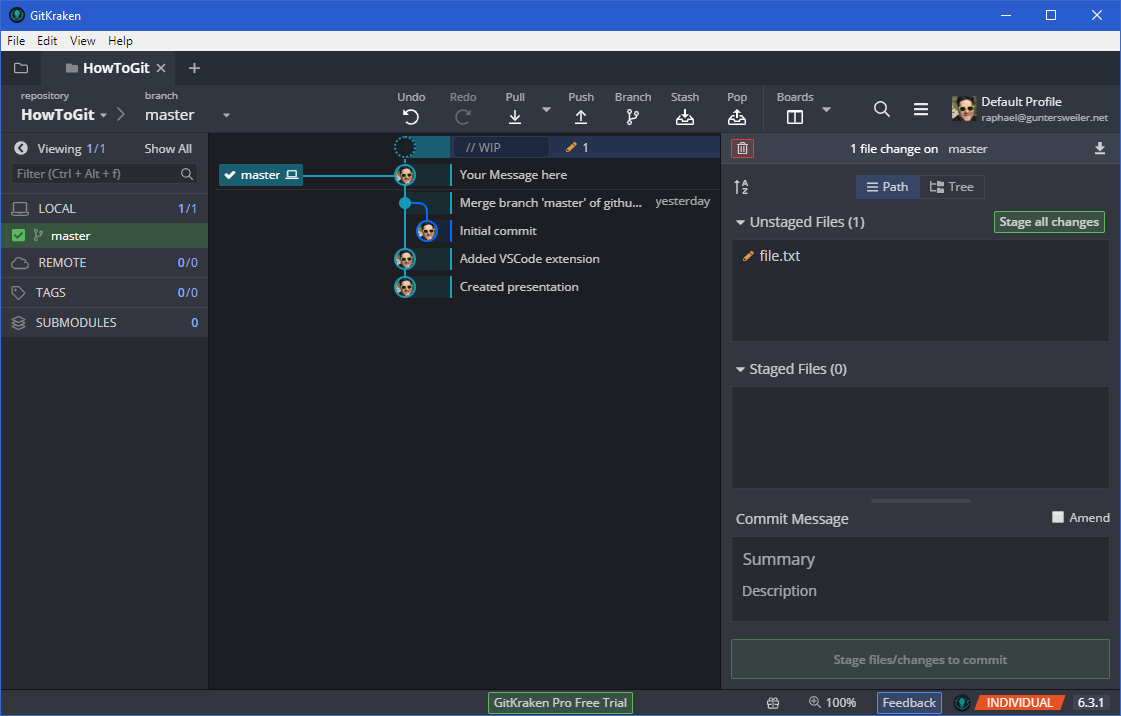 GitKraken
File Edit View Help
HowToGit
repository
HowToGit
branch
master
Undo Redo Pull Push Branch Stash Pop Boards
Default Profile
raphael@guntersweiler.net
Viewing 1/1 Show All
Filter (Ctrl + Alt + f)
LOCAL 1/1
master
REMOTE 0/0
TAGS 0/0
SUBMODULES 0
// WIP 1
master Your Message here
Merge branch 'master' of githu... yesterday
Initial commit
Added VSCode extension
Created presentation
1 file change on master
A Z
Path Tree
Unstaged Files (1) Stage all changes
file.txt
Staged Files (0)
Commit Message Amend
Summary
Description
Stage files/changes to commit
GitKraken Pro Free Trial 100% Feedback INDIVIDUAL 6.3.1